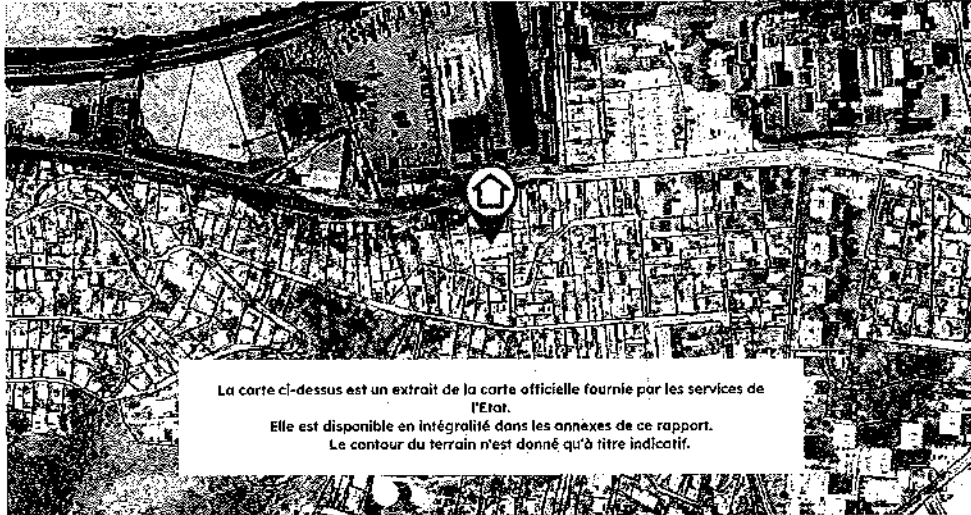 La carte ci-dessus est un extrait de la carte officielle fournie par les services de
l'Etat.
Elle est disponible en intégralité dans les annexes de ce rapport.
Le contour du terrain n'est donné qu'à titre indicatif.